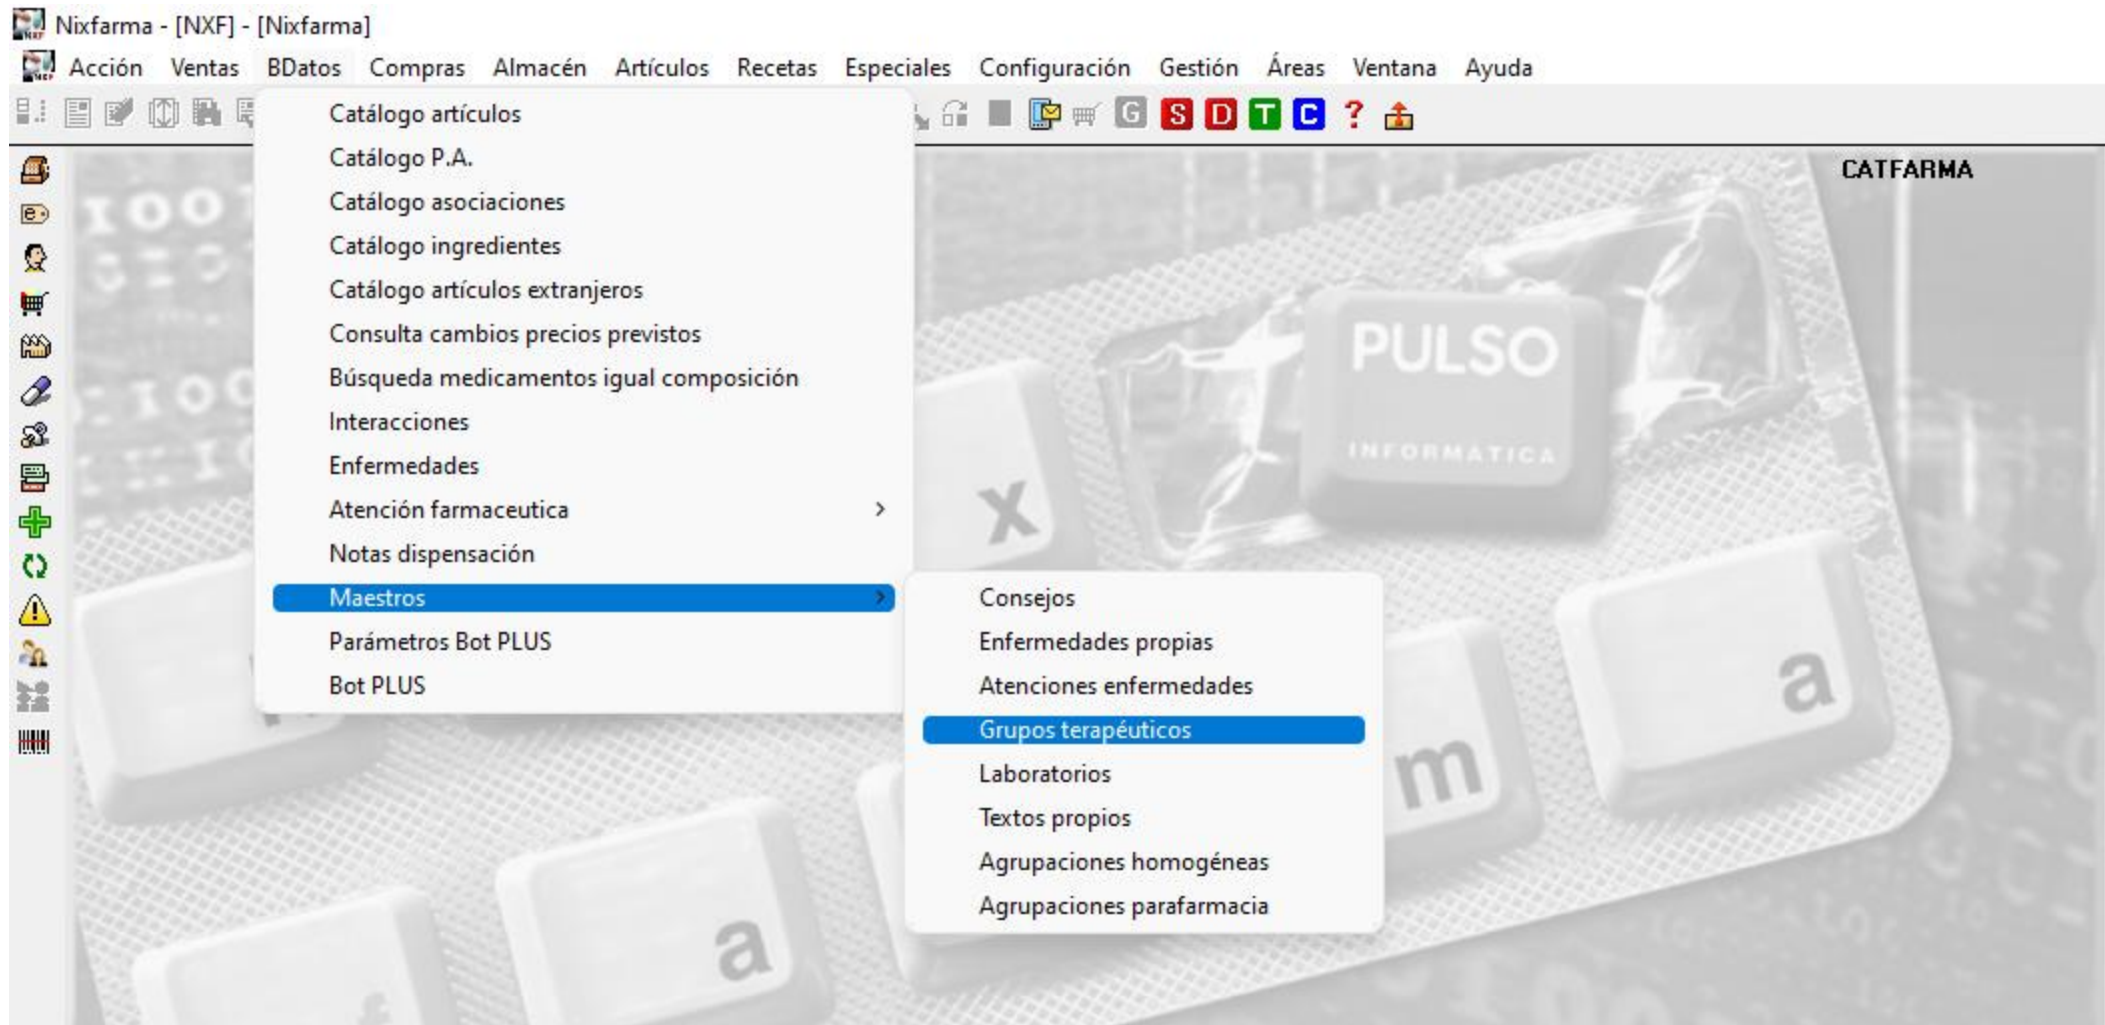 Nixfarma - [NXF] - [Nixfarma]
Acción Ventas BDatos Compras Almacén Artículos Recetas Especiales Configuración Gestión Áreas Ventana Ayuda
G S D T C ?
CATFARMA
Catálogo artículos
Catálogo P.A.
Catálogo asociaciones
Catálogo ingredientes
Catálogo artículos extranjeros
Consulta cambios precios previstos
Búsqueda medicamentos igual composición
Interacciones
Enfermedades
Atención farmaceutica
Notas dispensación
Maestros
Parámetros Bot PLUS
Bot PLUS
Consejos
Enfermedades propias
Atenciones enfermedades
Grupos terapéuticos
Laboratorios
Textos propios
Agrupaciones homogéneas
Agrupaciones parafarmacia
PULSO
INFORMATICA
x
a
m
a